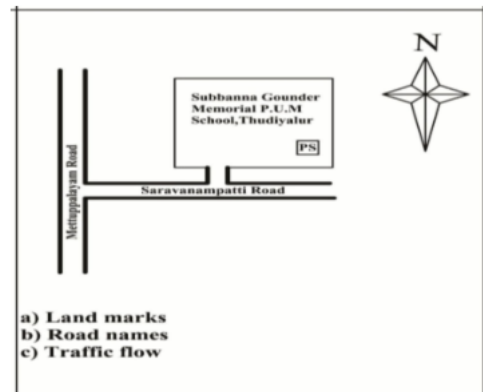 N
Subbanna Gounder
Memorial P.U.M
School,Thudiyalur
PS
Saravanampatti Road
Mettuppalayam Road
a) Land marks
b) Road names
c) Traffic flow